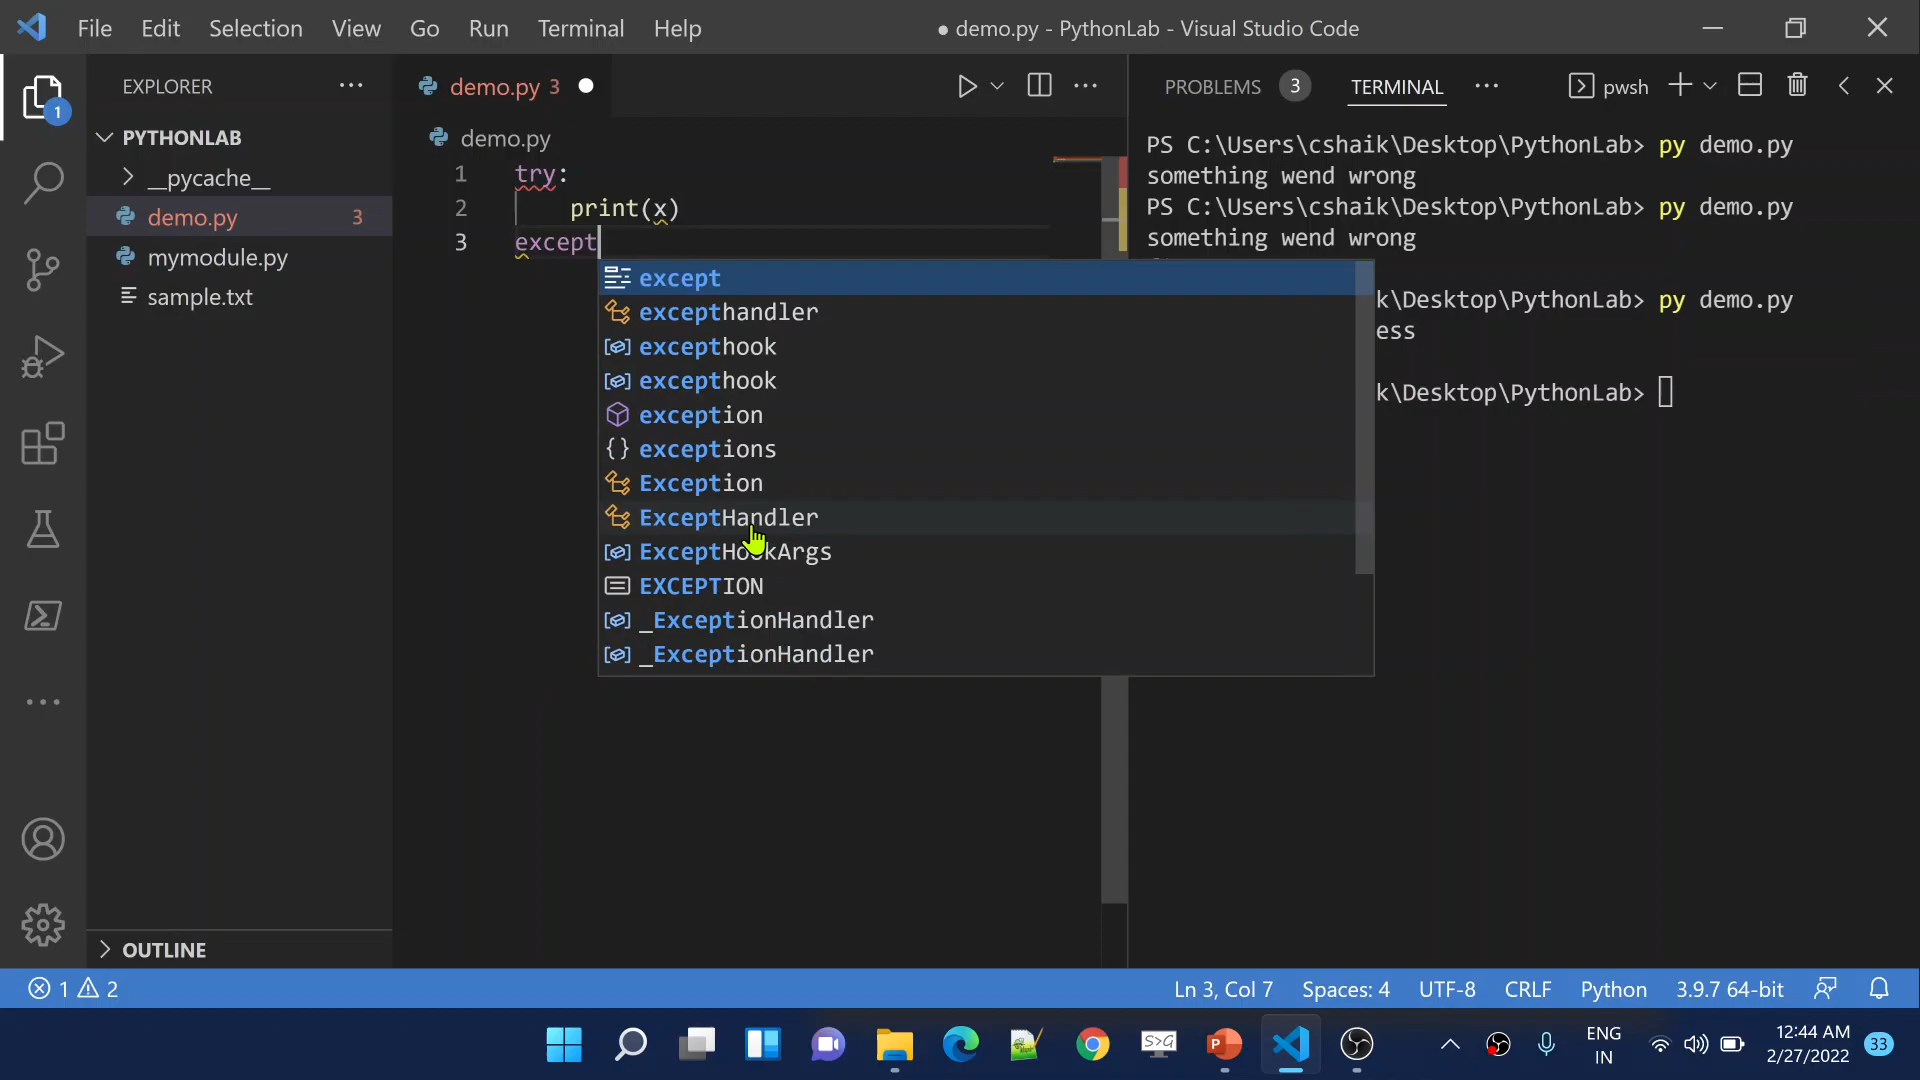 File Edit Selection View Go Run Terminal Help
● demo.py - PythonLab - Visual Studio Code
EXPLORER ···
1
PYTHONLAB
__pycache__
demo.py 3
mymodule.py
sample.txt
OUTLINE
demo.py 3
demo.py
1 try:
2 print(x)
3 except
except
excepthandler
excepthook
excepthook
exception
exceptions
Exception
ExceptHandler
ExceptHookArgs
EXCEPTION
_ExceptionHandler
_ExceptionHandler
PROBLEMS 3 TERMINAL ··· pwsh
PS C:\Users\cshaik\Desktop\PythonLab> py demo.py
something wend wrong
PS C:\Users\cshaik\Desktop\PythonLab> py demo.py
something wend wrong
k\Desktop\PythonLab> py demo.py
ess
k\Desktop\PythonLab>
1 2
Ln 3, Col 7 Spaces: 4 UTF-8 CRLF Python 3.9.7 64-bit
S>G
P
ENG
IN
12:44 AM
2/27/2022
33